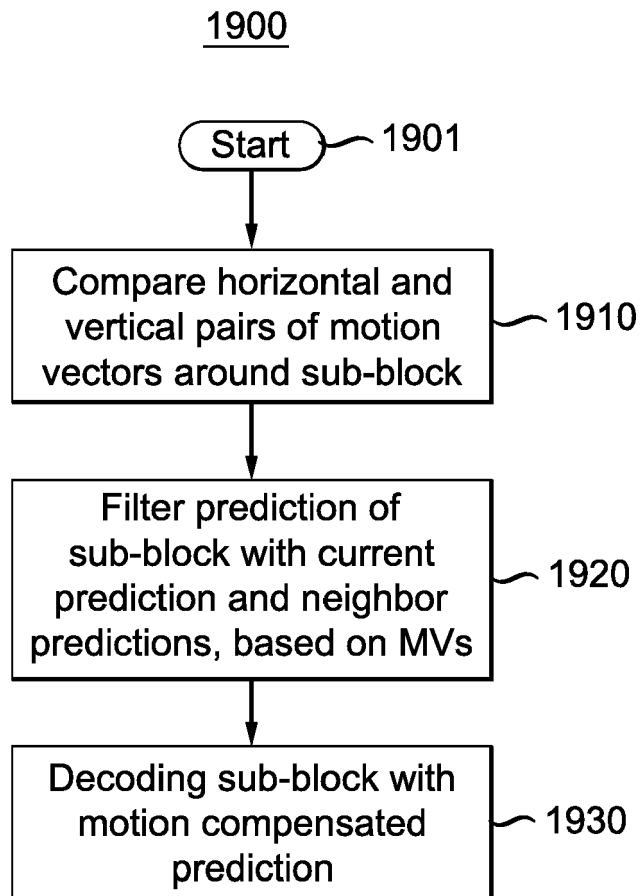 1900
Start
1901
Compare horizontal and
vertical pairs of motion
vectors around sub-block
1910
Filter prediction of
sub-block with current
prediction and neighbor
predictions, based on MVs
1920
Decoding sub-block with
motion compensated
prediction
1930